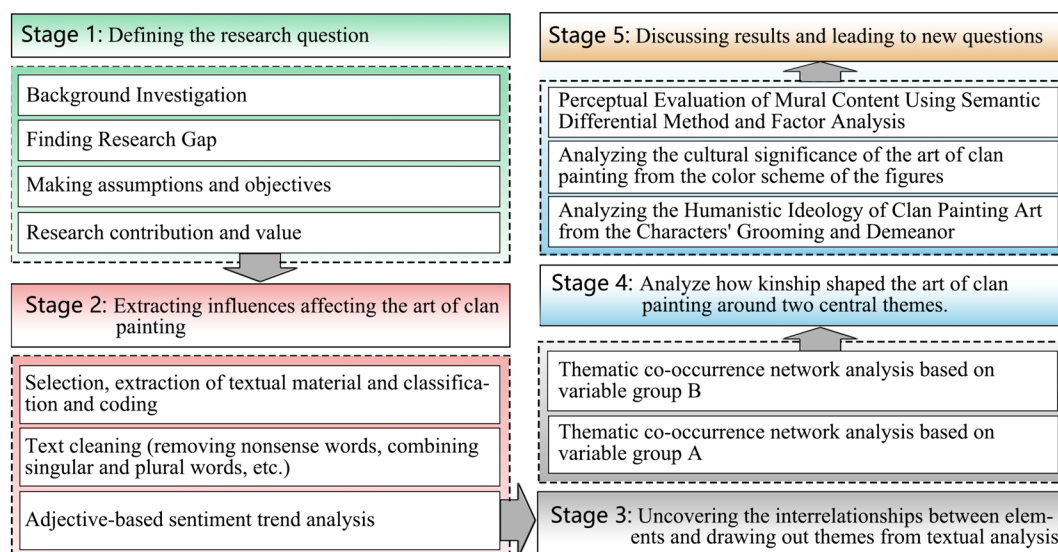 Stage 1: Defining the research question
Background Investigation
Finding Research Gap
Making assumptions and objectives
Research contribution and value
Stage 2: Extracting influences affecting the art of clan
painting
Selection, extraction of textual material and classifica-
tion and coding
Text cleaning (removing nonsense words, combining
singular and plural words, etc.)
Adjective-based sentiment trend analysis
Stage 3: Uncovering the interrelationships between elem-
ents and drawing out themes from textual analysis
Thematic co-occurrence network analysis based on
variable group A
Thematic co-occurrence network analysis based on
variable group B
Stage 4: Analyze how kinship shaped the art of clan
painting around two central themes.
Analyzing the Humanistic Ideology of Clan Painting Art
from the Characters' Grooming and Demeanor
Analyzing the cultural significance of the art of clan
painting from the color scheme of the figures
Perceptual Evaluation of Mural Content Using Semantic
Differential Method and Factor Analysis
Stage 5: Discussing results and leading to new questions